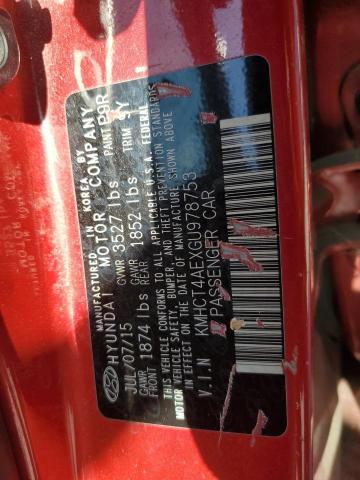 MANUFACTURED IN KOREA BY
HYUNDAI MOTOR COMPANY
JUL/07/15 GVWR 3527 lbs PAINT P9R
GAWR FRONT 1874 lbs GAWR REAR 1852 lbs TRIM YY
THIS VEHICLE CONFORMS TO ALL APPLICABLE U.S.A. FEDERAL
MOTOR VEHICLE SAFETY, BUMPER, AND THEFT PREVENTION STANDARDS
IN EFFECT ON THE DATE OF MANUFACTURE SHOWN ABOVE
V.I.N KMHCT4AEXGU978753
PASSENGER CAR